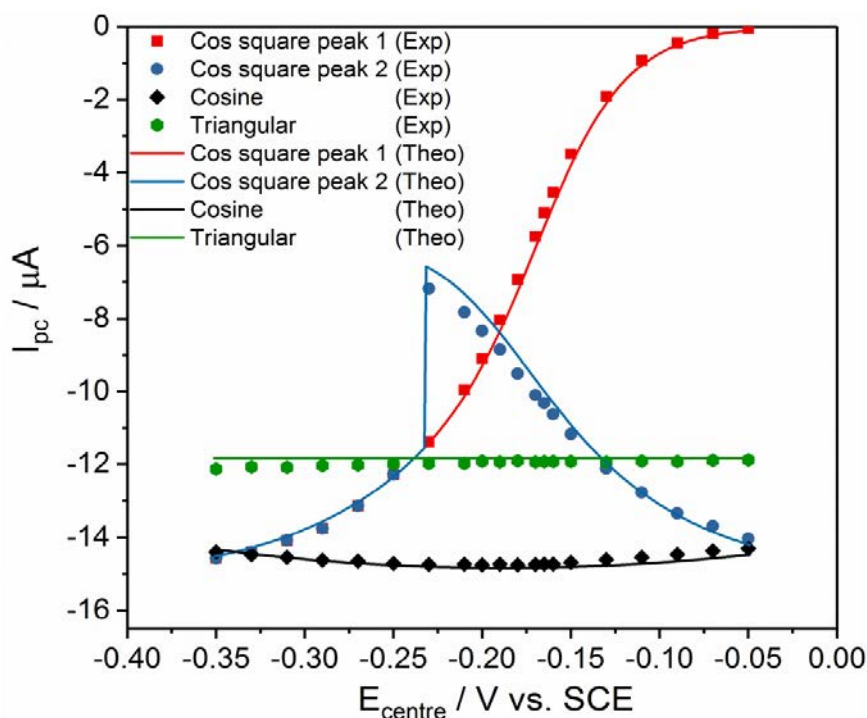 0
-2
-4
-6
-8
-10
-12
-14
-16
I_pc / μA
Cos square peak 1 (Exp)
Cos square peak 2 (Exp)
Cosine (Exp)
Triangular (Exp)
Cos square peak 1 (Theo)
Cos square peak 2 (Theo)
Cosine (Theo)
Triangular (Theo)
-0.40 -0.35 -0.30 -0.25 -0.20 -0.15 -0.10 -0.05 0.00
E_centre / V vs. SCE